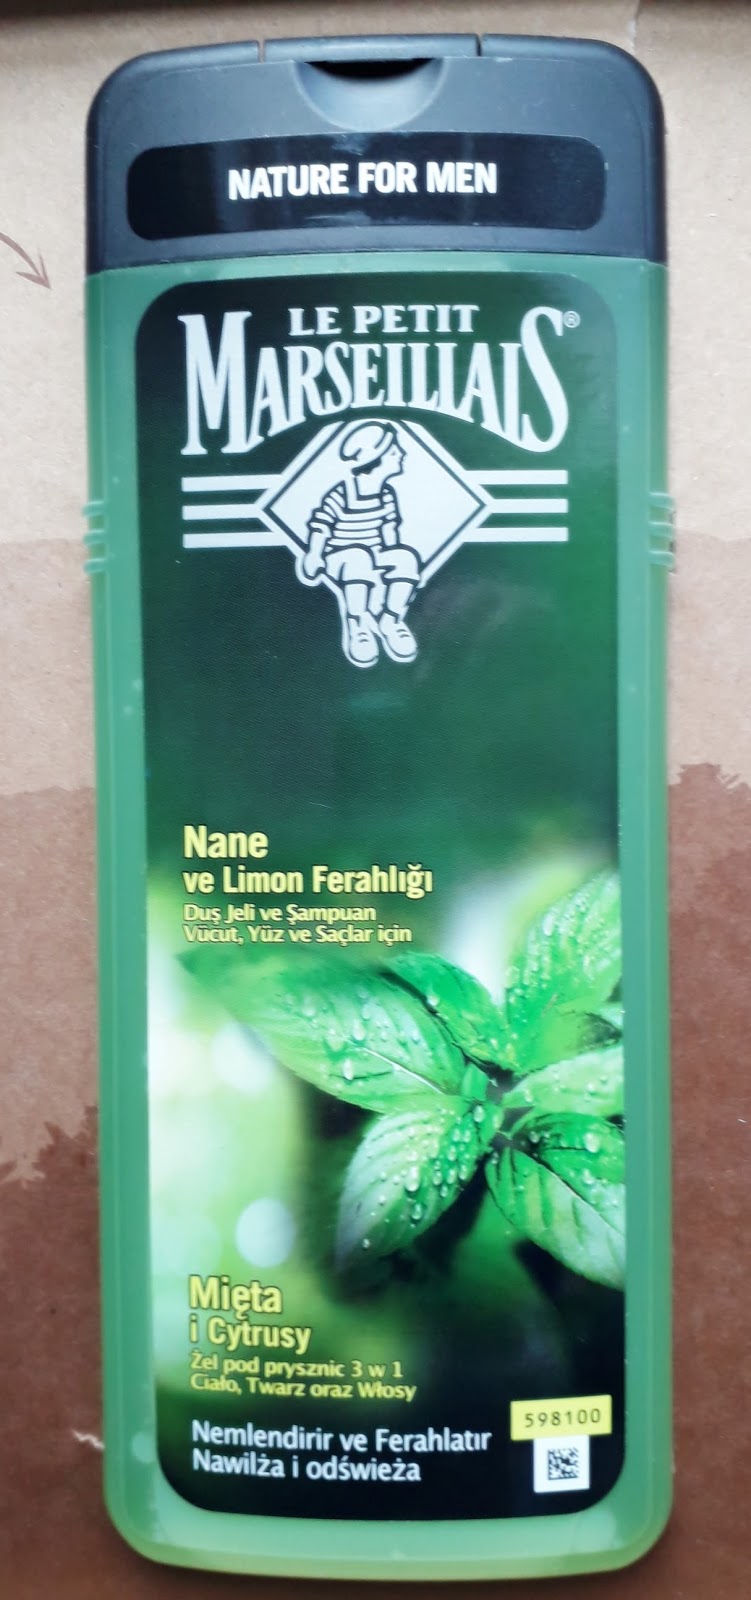 NATURE FOR MEN
LE PETIT
MARSEILLAIS®
Nane
ve Limon Ferahlığı
Duş Jeli ve Şampuan
Vücut, Yüz ve Saçlar için
Mięta
i Cytrusy
Żel pod prysznic 3 w 1
Ciało, Twarz oraz Włosy
598100
Nemlendirir ve Ferahlatır
Nawilża i odświeża